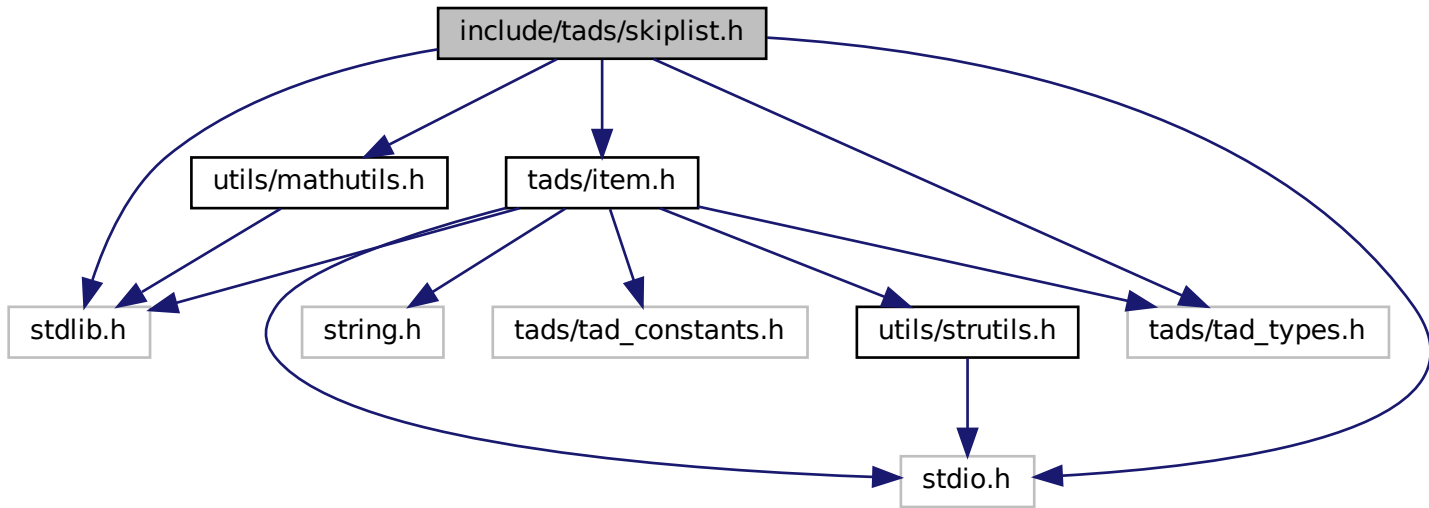 include/tads/skiplist.h
utils/mathutils.h
tads/item.h
stdlib.h
string.h
tads/tad_constants.h
utils/strutils.h
tads/tad_types.h
stdio.h